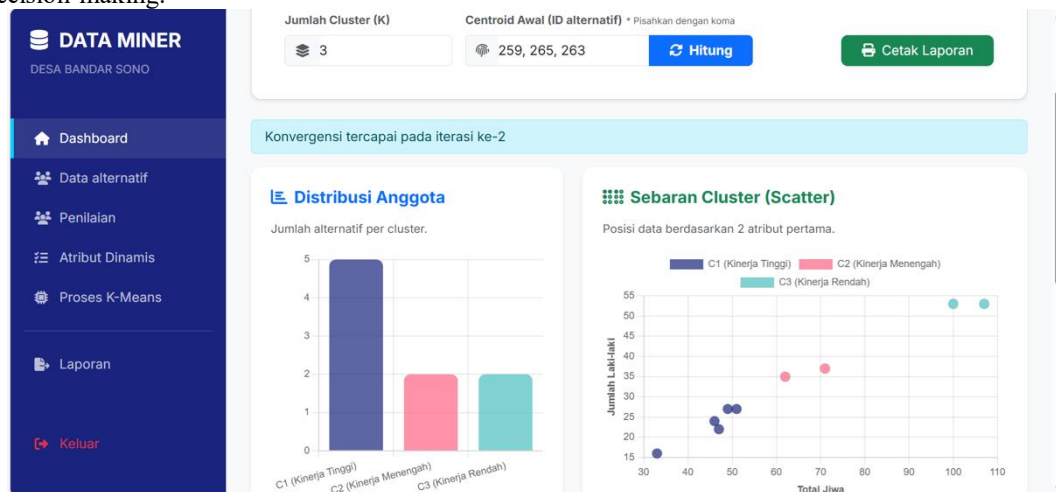 DATA MINER
DESA BANDAR SONO
Dashboard
Data alternatif
Penilaian
Atribut Dinamis
Proses K-Means
Laporan
Keluar
Jumlah Cluster (K)
3
Centroid Awal (ID alternatif) * Pisahkan dengan koma
259, 265, 263
Hitung
Cetak Laporan
Konvergensi tercapai pada iterasi ke-2
Distribusi Anggota
Jumlah alternatif per cluster.
5
4
3
2
1
0
C1 (Kinerja Tinggi)
C2 (Kinerja Menengah)
C3 (Kinerja Rendah)
Sebaran Cluster (Scatter)
Posisi data berdasarkan 2 atribut pertama.
C1 (Kinerja Tinggi) C2 (Kinerja Menengah)
C3 (Kinerja Rendah)
Jumlah Laki-laki
55
50
45
40
35
30
25
20
15
30 40 50 60 70 80 90 100 110
Total Jiwa